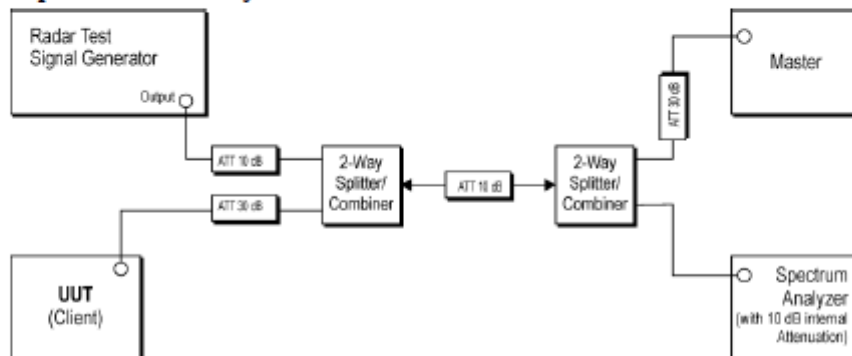 Radar Test
Signal Generator
Output
ATT 10 dB
ATT 30 dB
UUT
(Client)
2-Way
Splitter/
Combiner
ATT 10 dB
2-Way
Splitter/
Combiner
ATT 30 dB
Master
Spectrum
Analyzer
(with 10 dB internal
Attenuation)